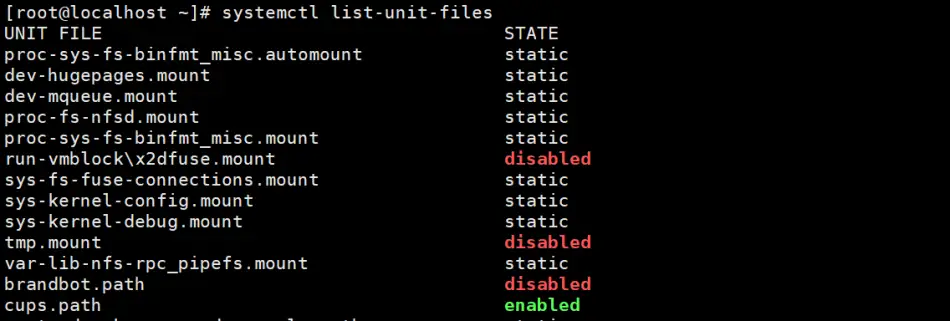 [root@localhost ~]# systemctl list-unit-files
UNIT FILE STATE
proc-sys-fs-binfmt_misc.automount static
dev-hugepages.mount static
dev-mqueue.mount static
proc-fs-nfsd.mount static
proc-sys-fs-binfmt_misc.mount static
run-vmblock\x2dfuse.mount disabled
sys-fs-fuse-connections.mount static
sys-kernel-config.mount static
sys-kernel-debug.mount static
tmp.mount disabled
var-lib-nfs-rpc_pipefs.mount static
brandbot.path disabled
cups.path enabled